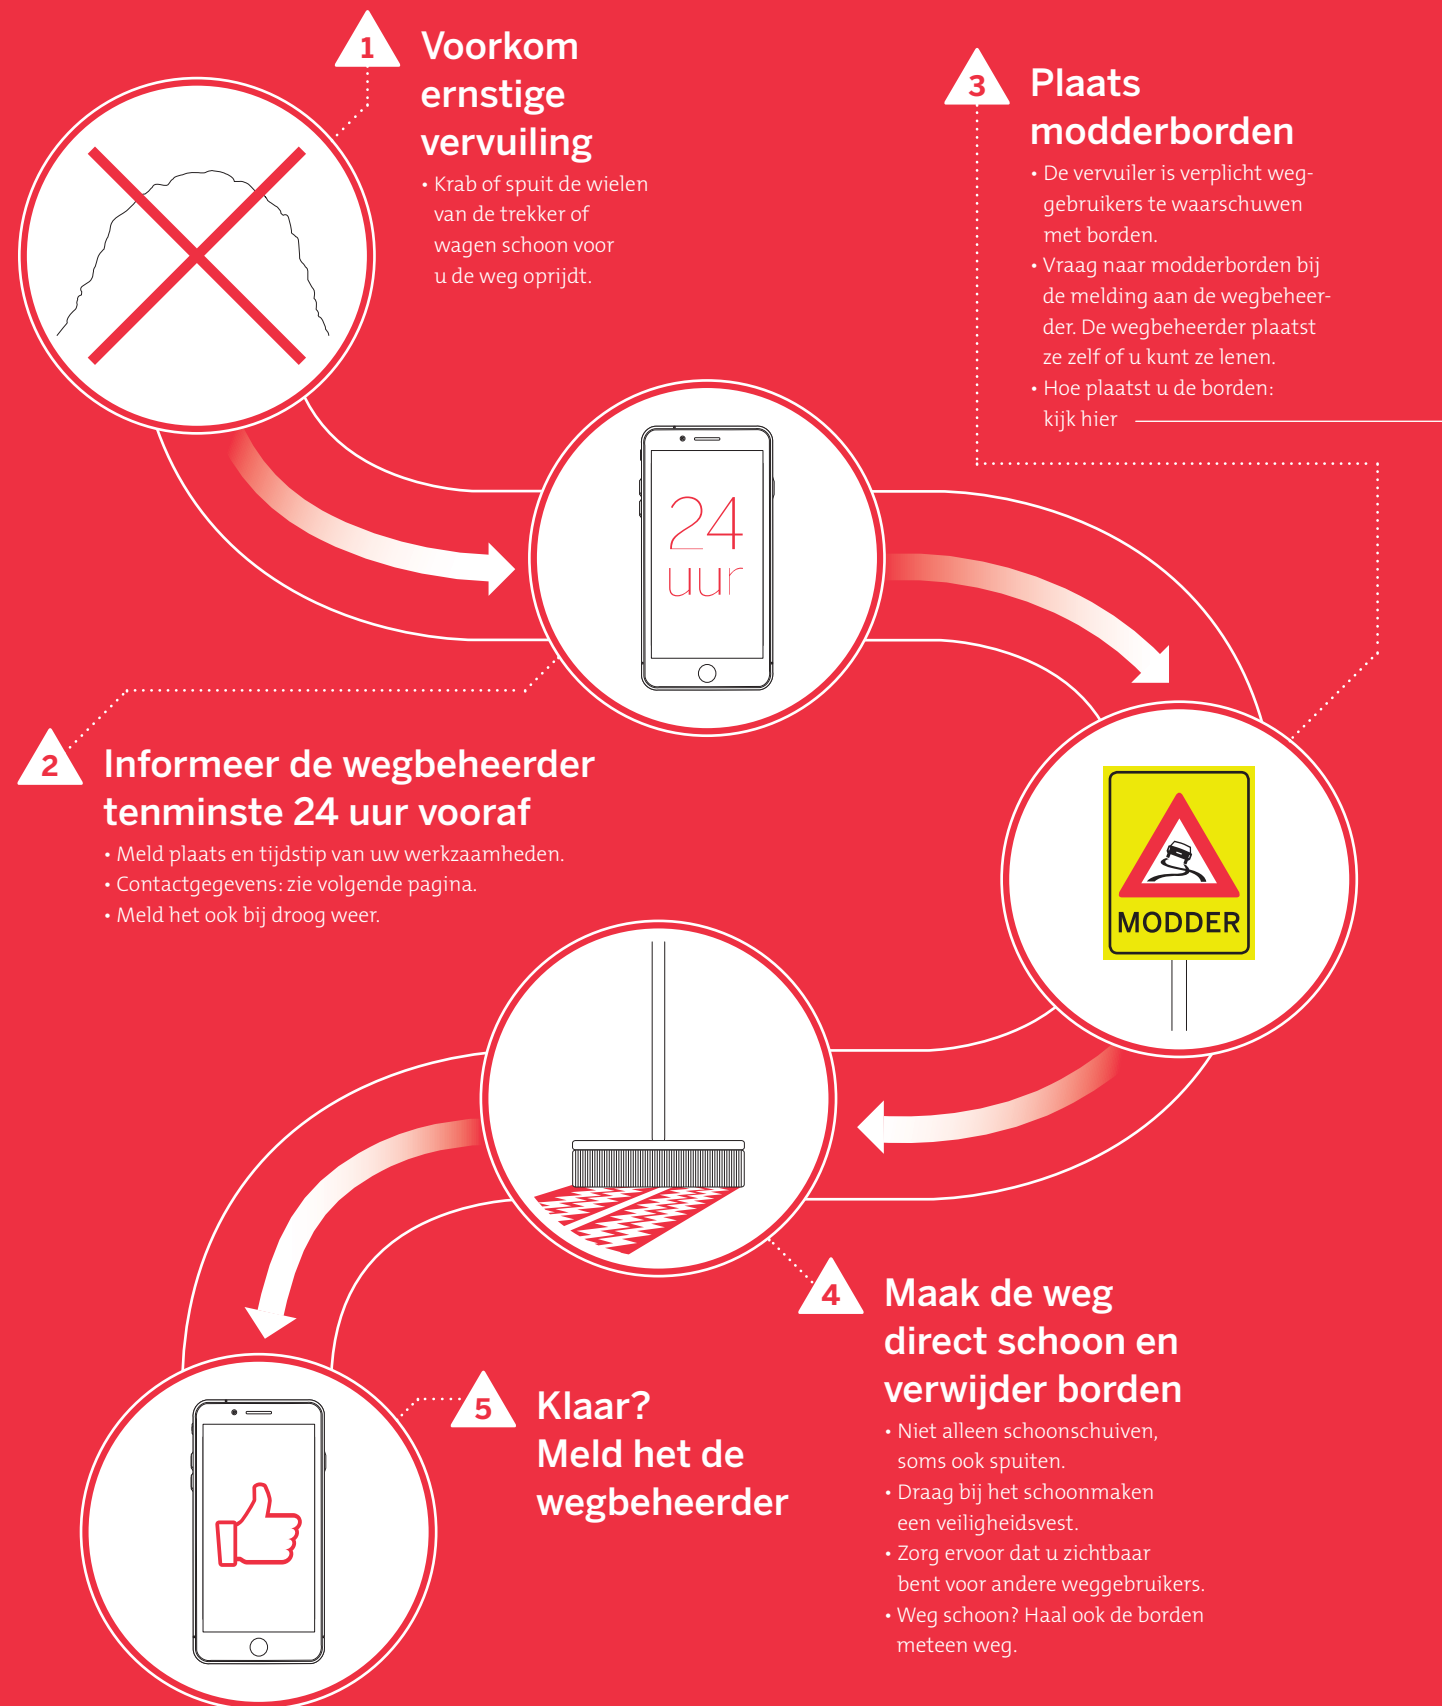 1
Voorkom
ernstige
vervuiling
• Krab of spuit de wielen
van de trekker of
wagen schoon voor
u de weg oprijdt.
24
uur
2
Informeer de wegbeheerder
tenminste 24 uur vooraf
• Meld plaats en tijdstip van uw werkzaamheden.
• Contactgegevens: zie volgende pagina.
• Meld het ook bij droog weer.
3
Plaats
modderborden
• De vervuiler is verplicht weg-
gebruikers te waarschuwen
met borden.
• Vraag naar modderborden bij
de melding aan de wegbeheer-
der. De wegbeheerder plaatst
ze zelf of u kunt ze lenen.
• Hoe plaatst u de borden:
kijk hier
MODDER
4
Maak de weg
direct schoon en
verwijder borden
• Niet alleen schoonschuiven,
soms ook spuiten.
• Draag bij het schoonmaken
een veiligheidsvest.
• Zorg ervoor dat u zichtbaar
bent voor andere weggebruikers.
• Weg schoon? Haal ook de borden
meteen weg.
5
Klaar?
Meld het de
wegbeheerder